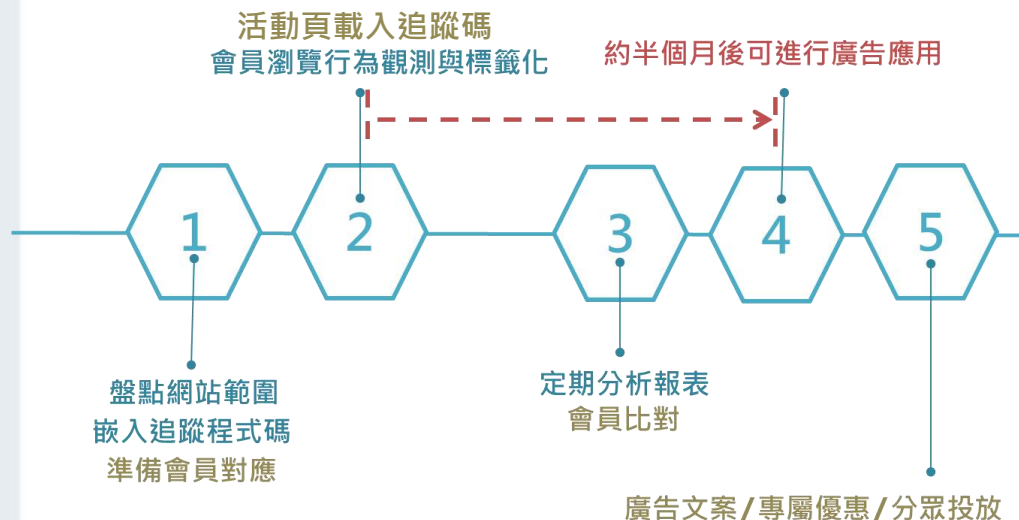 活動頁載入追蹤碼
會員瀏覽行為觀測與標籤化
約半個月後可進行廣告應用
1
2
3
4
5
盤點網站範圍
嵌入追蹤程式碼
準備會員對應
定期分析報表
會員比對
廣告文案/專屬優惠/分眾投放